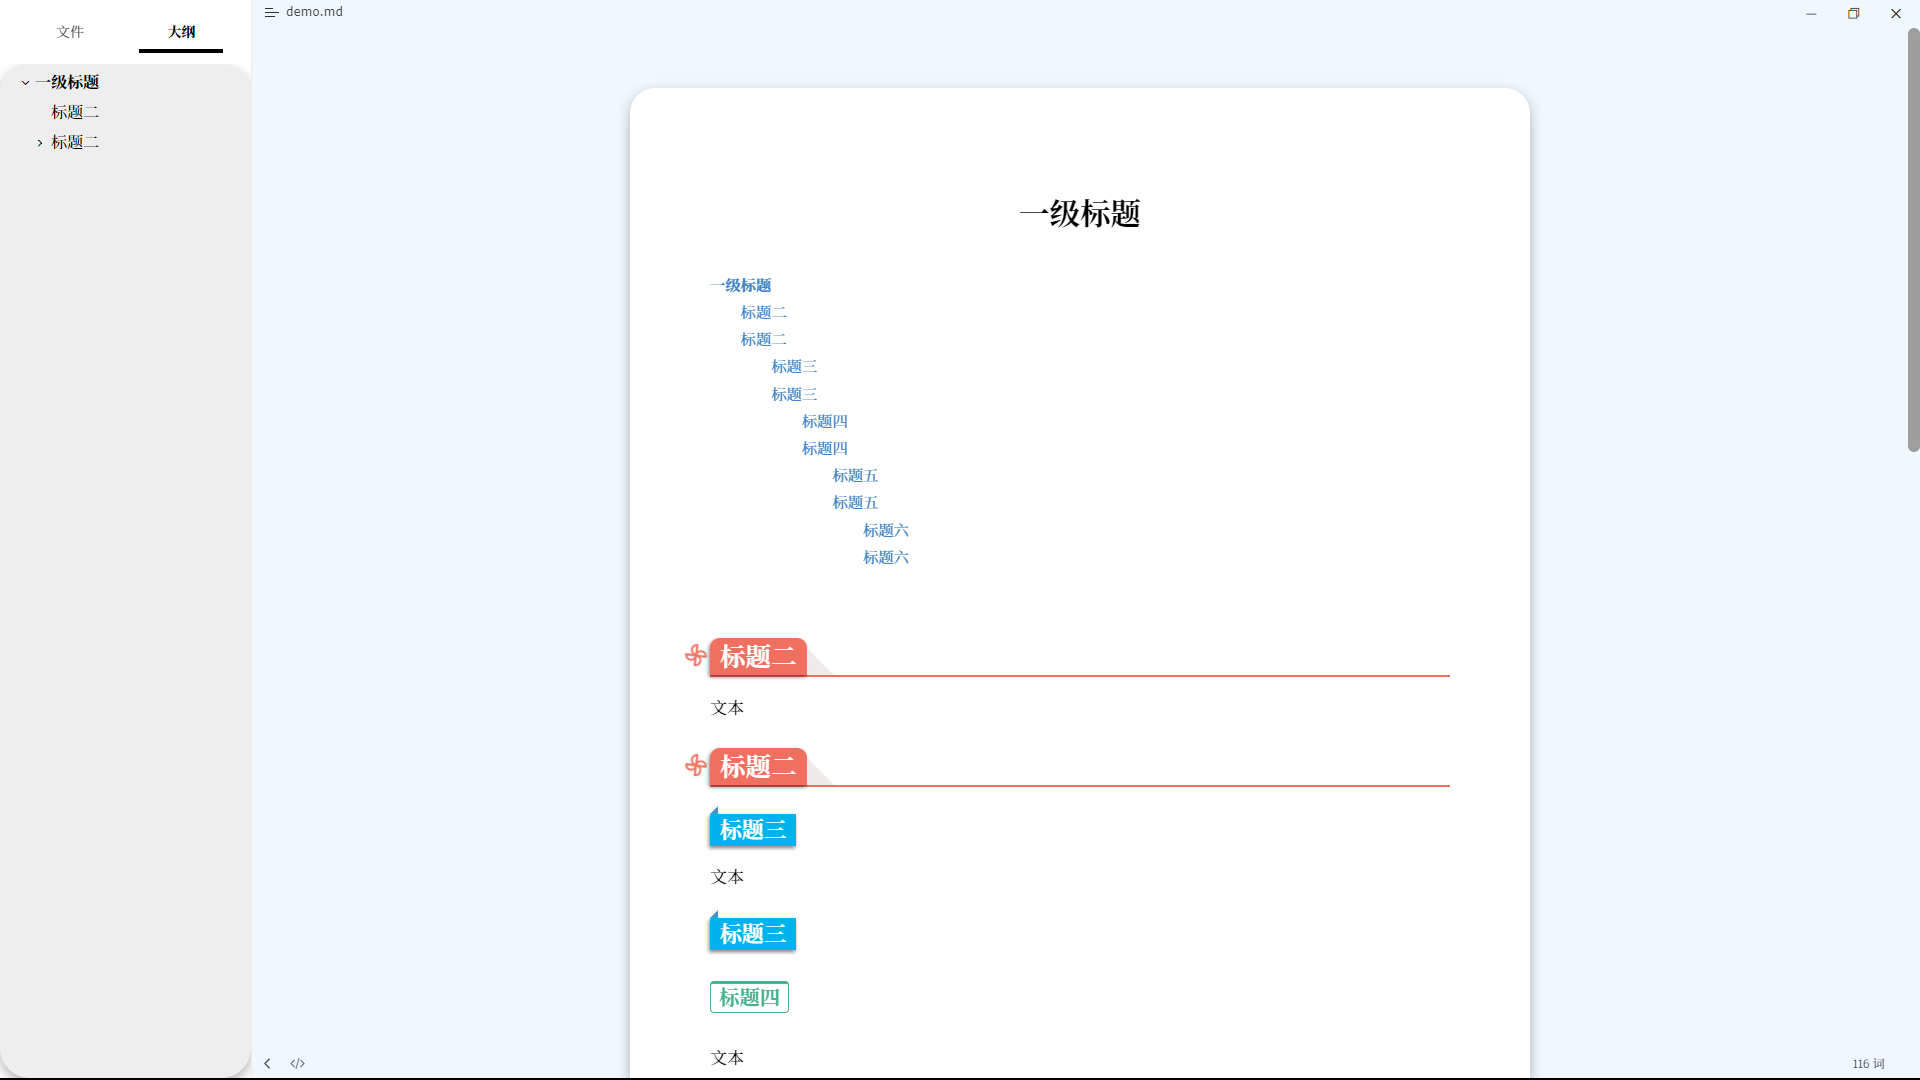 文件
大纲
一级标题
标题二
标题二
demo.md
一级标题
一级标题
标题二
标题二
标题三
标题三
标题四
标题四
标题五
标题五
标题六
标题六
标题二
文本
标题二
标题三
文本
标题三
标题四
文本
</>
116 词